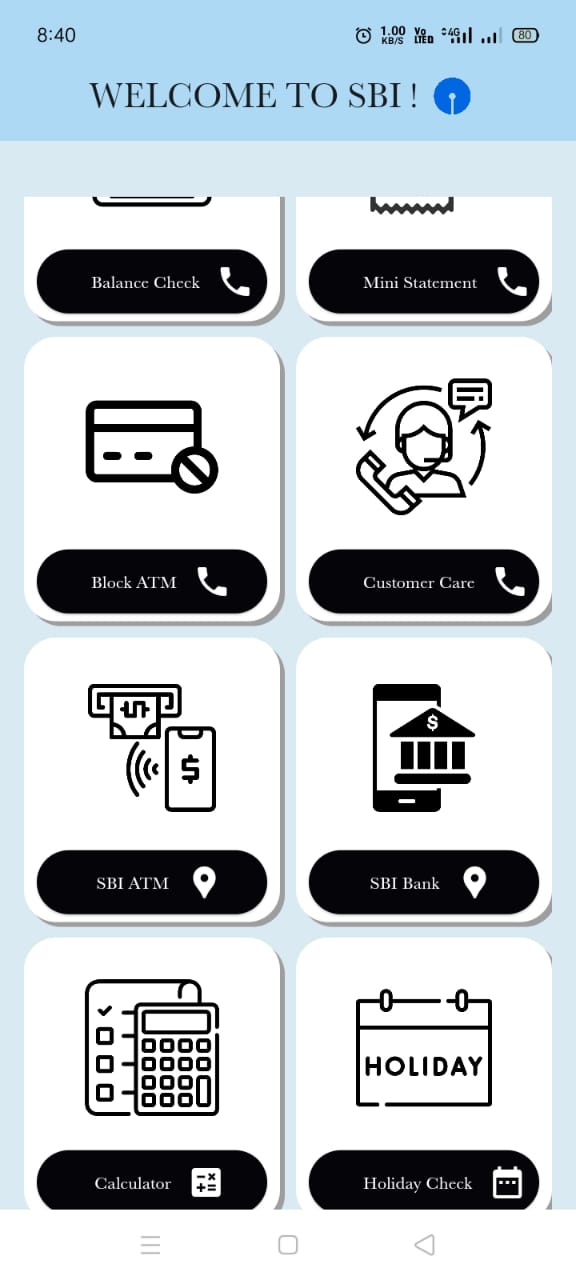 8:40
1.00 KB/S
Vo LTED
4G
80
WELCOME TO SBI !
Balance Check
Mini Statement
Block ATM
Customer Care
$
$
SBI ATM
SBI Bank
HOLIDAY
Calculator
Holiday Check